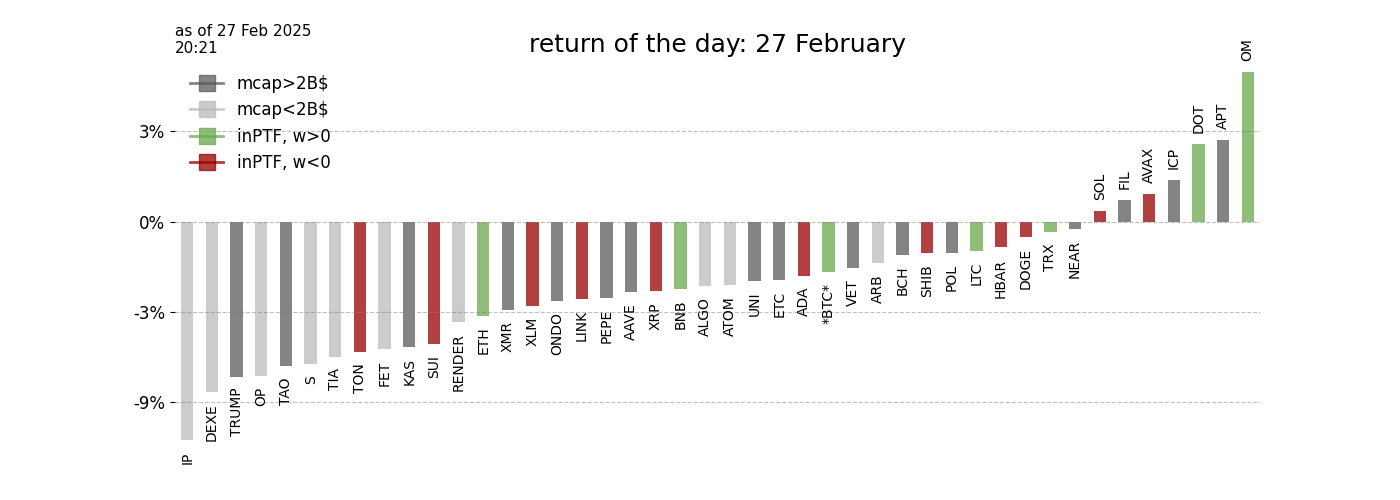 as of 27 Feb 2025
20:21
return of the day: 27 February
mcap>2B$
mcap<2B$
inPTF, w>0
inPTF, w<0
3%
0%
-3%
-9%
IP
DEXE
TRUMP
OP
TAO
S
TIA
TON
FET
KAS
SUI
RENDER
ETH
XMR
XLM
ONDO
LINK
PEPE
AAVE
XRP
BNB
ALGO
ATOM
UNI
ETC
ADA
*BTC*
VET
ARB
BCH
SHIB
POL
LTC
HBAR
DOGE
TRX
NEAR
SOL
FIL
AVAX
ICP
DOT
APT
OM